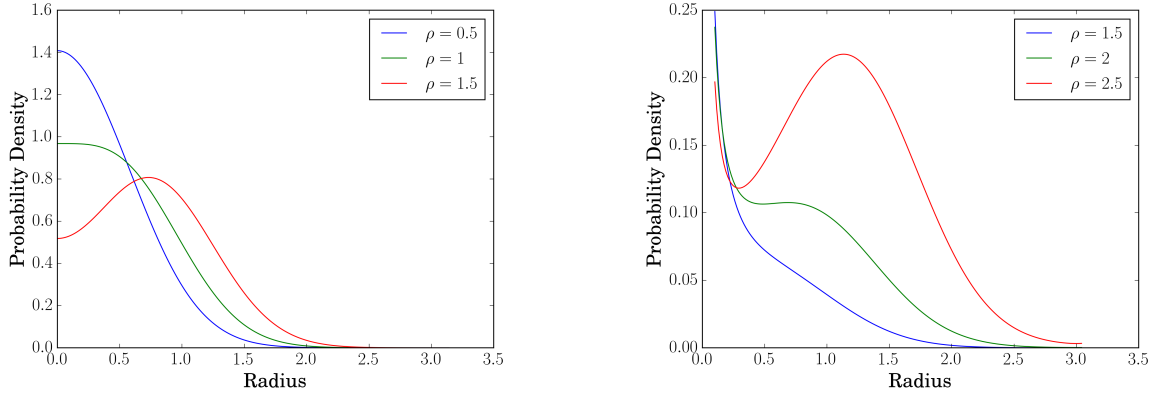 1.6
1.4
1.2
1.0
0.8
0.6
0.4
0.2
0.0
0.0 0.5 1.0 1.5 2.0 2.5 3.0 3.5
Probability Density
Radius
ρ = 0.5
ρ = 1
ρ = 1.5
0.25
0.20
0.15
0.10
0.05
0.00
0.0 0.5 1.0 1.5 2.0 2.5 3.0 3.5
Probability Density
Radius
ρ = 1.5
ρ = 2
ρ = 2.5